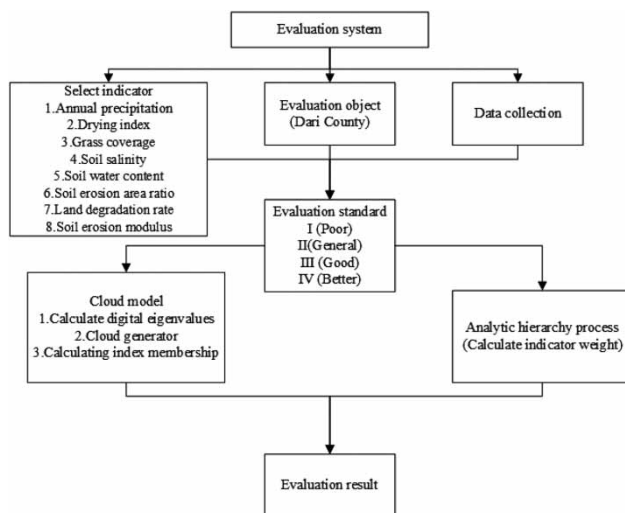 Evaluation system
Select indicator
1.Annual precipitation
2.Drying index
3.Grass coverage
4.Soil salinity
5.Soil water content
6.Soil erosion area ratio
7.Land degradation rate
8.Soil erosion modulus
Evaluation object
(Dari County)
Data collection
Evaluation standard
I (Poor)
II(General)
III (Good)
IV (Better)
Cloud model
1.Calculate digital eigenvalues
2.Cloud generator
3.Calculating index membership
Analytic hierarchy process
(Calculate indicator weight)
Evaluation result